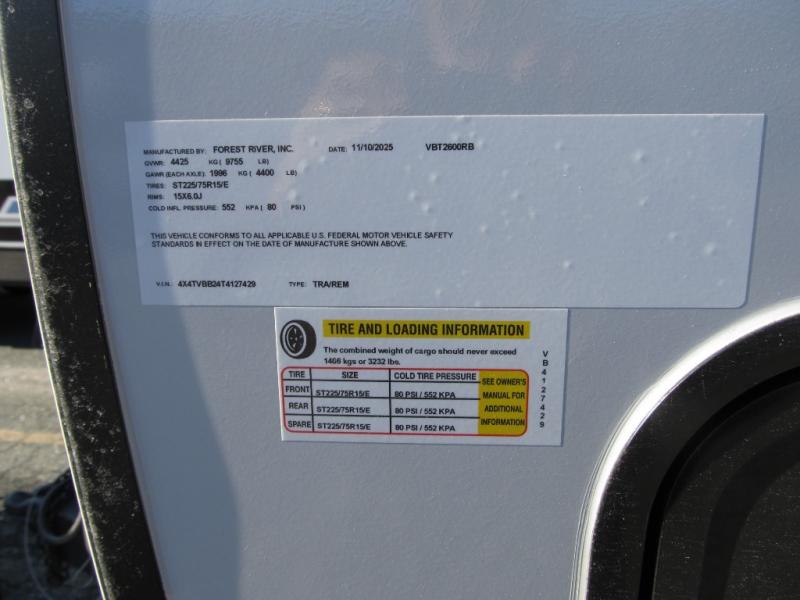 MANUFACTURED BY: FOREST RIVER, INC. DATE: 11/10/2025 VBT2600RB
GVWR: 4425 KG ( 9755 LB)
GAWR (EACH AXLE): 1996 KG ( 4400 LB)
TIRES: ST225/75R15/E
RIMS: 15X6.0J
COLD INFL. PRESSURE: 552 KPA ( 80 PSI )
THIS VEHICLE CONFORMS TO ALL APPLICABLE U.S. FEDERAL MOTOR VEHICLE SAFETY
STANDARDS IN EFFECT ON THE DATE OF MANUFACTURE SHOWN ABOVE.
V.I.N.: 4X4TVBB24T4127429 TYPE: TRA/REM
TIRE AND LOADING INFORMATION
The combined weight of cargo should never exceed
1466 kgs or 3232 lbs.
TIRE SIZE COLD TIRE PRESSURE
FRONT ST225/75R15/E 80 PSI / 552 KPA
REAR ST225/75R15/E 80 PSI / 552 KPA
SPARE ST225/75R15/E 80 PSI / 552 KPA
SEE OWNER'S
MANUAL FOR
ADDITIONAL
INFORMATION
VB4127429